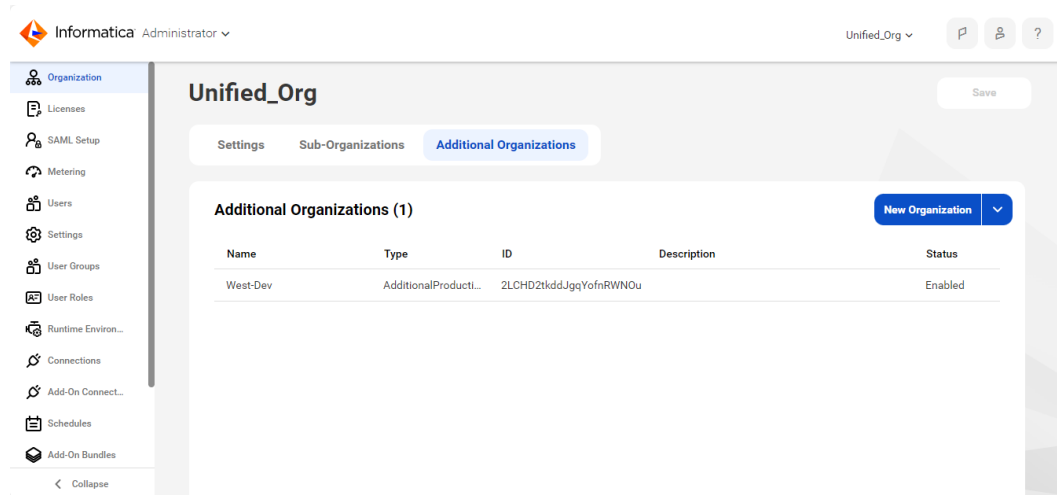 Informatica Administrator
Unified_Org
?
Organization
Licenses
SAML Setup
Metering
Users
Settings
User Groups
User Roles
Runtime Environ...
Connections
Add-On Connect...
Schedules
Add-On Bundles
Collapse
Unified_Org
Save
Settings Sub-Organizations Additional Organizations
Additional Organizations (1)
New Organization
Name Type ID Description Status
West-Dev AdditionalProducti... 2LCHD2tkddJgqYofnRWNOu Enabled